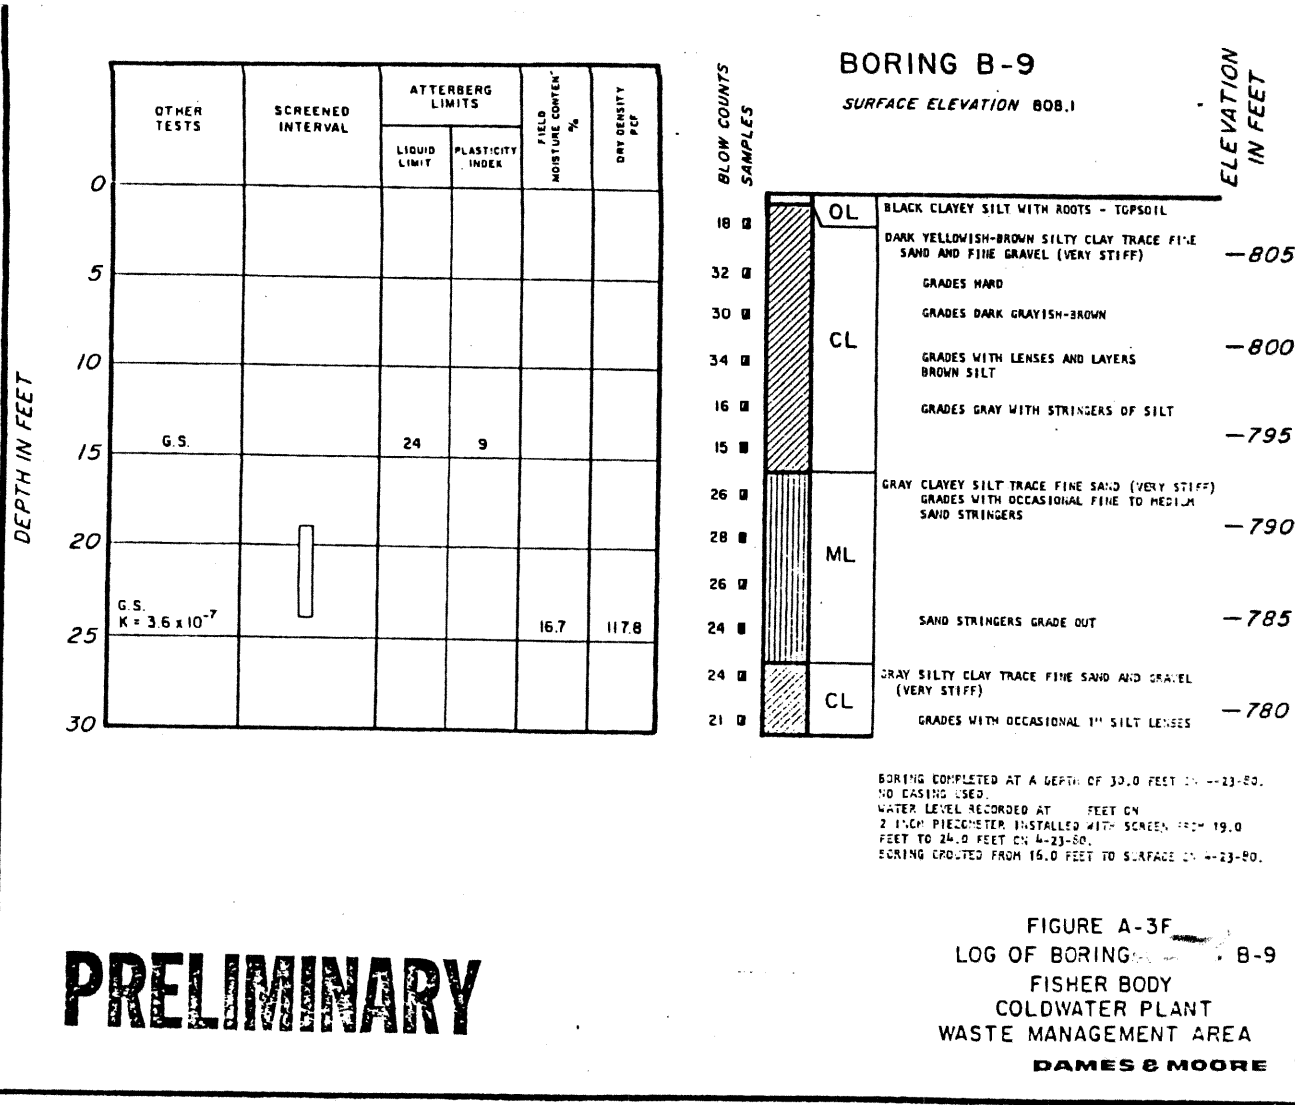 BORING B-9
SURFACE ELEVATION 808.1
OTHER TESTS
SCREENED INTERVAL
ATTERBERG LIMITS
LIQUID LIMIT
PLASTICITY INDEX
FIELD MOISTURE CONTENT %
DRY DENSITY PCF
BLOW COUNTS
SAMPLES
ELEVATION IN FEET
DEPTH IN FEET
0
5
10
15
20
25
30
G.S. 24 9
G.S.
K = 3.6 x 10⁻⁷ 16.7 117.8
18
32
30
34
16
15
26
28
26
24
24
21
OL
CL
ML
CL
BLACK CLAYEY SILT WITH ROOTS - TOPSOIL
DARK YELLOWISH-BROWN SILTY CLAY TRACE FINE
SAND AND FINE GRAVEL (VERY STIFF)
GRADES HARD
GRADES DARK GRAYISH-BROWN
GRADES WITH LENSES AND LAYERS
BROWN SILT
GRADES GRAY WITH STRINGERS OF SILT
GRAY CLAYEY SILT TRACE FINE SAND (VERY STIFF)
GRADES WITH OCCASIONAL FINE TO MEDIUM
SAND STRINGERS
SAND STRINGERS GRADE OUT
GRAY SILTY CLAY TRACE FINE SAND AND GRAVEL
(VERY STIFF)
GRADES WITH OCCASIONAL 1" SILT LENSES
-805
-800
-795
-790
-785
-780
BORING COMPLETED AT A DEPTH OF 30.0 FEET ON 4-23-80.
NO CASING USED.
WATER LEVEL RECORDED AT FEET ON
2 INCH PIEZOMETER INSTALLED WITH SCREEN FROM 19.0
FEET TO 24.0 FEET ON 4-23-80.
BORING GROUTED FROM 16.0 FEET TO SURFACE ON 4-23-80.
PRELIMINARY
FIGURE A-3F
LOG OF BORING B-9
FISHER BODY
COLDWATER PLANT
WASTE MANAGEMENT AREA
DAMES & MOORE